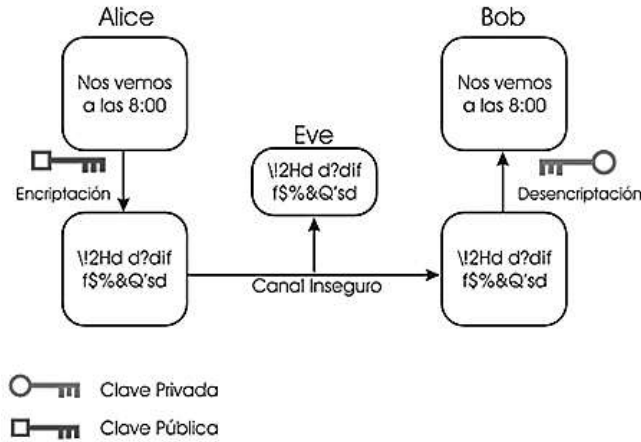 Alice
Bob
Nos vemos
a las 8:00
Nos vemos
a las 8:00
Eve
\!2Hd d?dif
f$%&Q'sd
Encriptación
Desencriptación
\!2Hd d?dif
f$%&Q'sd
\!2Hd d?dif
f$%&Q'sd
Canal Inseguro
Clave Privada
Clave Pública